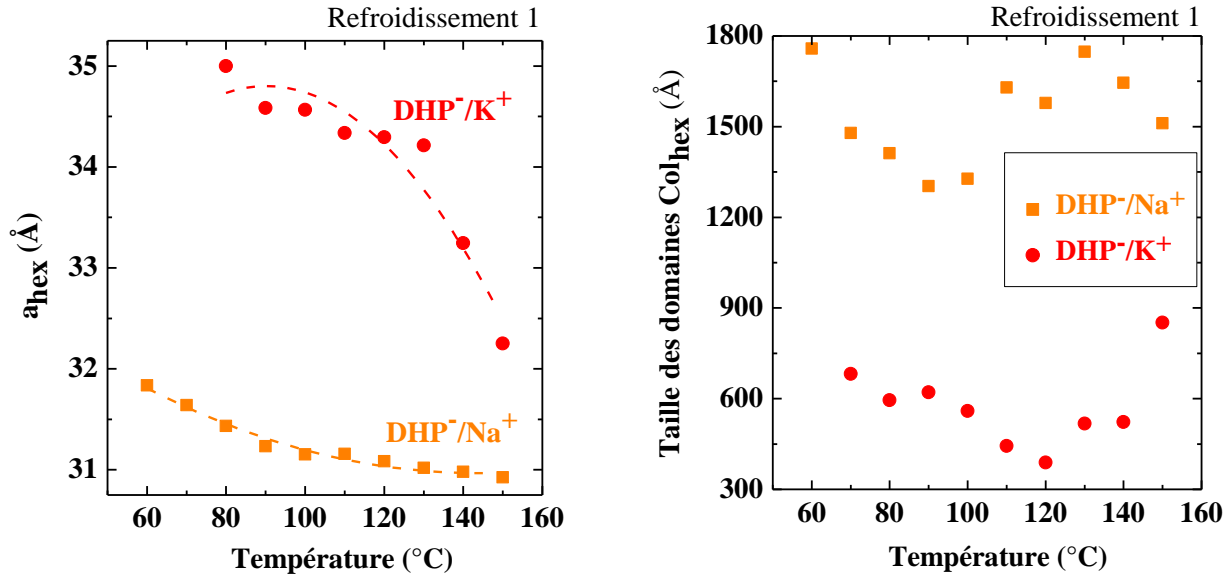 Refroidissement 1
35
34
33
32
31
a_hex (Å)
DHP⁻/K⁺
DHP⁻/Na⁺
60 80 100 120 140 160
Température (°C)
Refroidissement 1
1800
1500
1200
900
600
300
Taille des domaines Col_hex (Å)
DHP⁻/Na⁺
DHP⁻/K⁺
60 80 100 120 140 160
Température (°C)